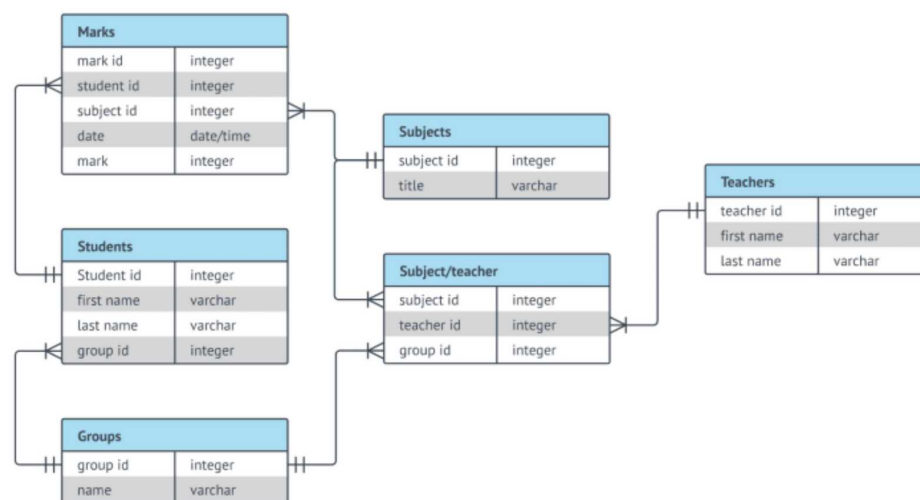 Marks
mark id integer
student id integer
subject id integer
date date/time
mark integer
Subjects
subject id integer
title varchar
Teachers
teacher id integer
first name varchar
last name varchar
Students
Student id integer
first name varchar
last name varchar
group id integer
Subject/teacher
subject id integer
teacher id integer
group id integer
Groups
group id integer
name varchar